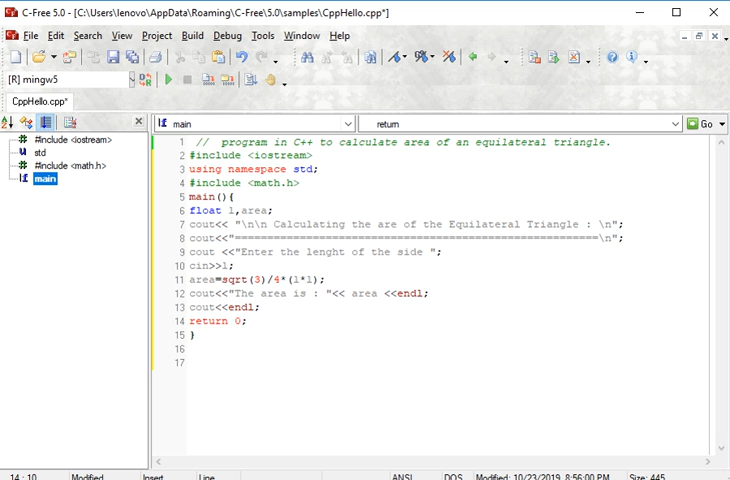 C-Free 5.0 - [C:\Users\lenovo\AppData\Roaming\C-Free\5.0\samples\CppHello.cpp*]
File Edit Search View Project Build Debug Tools Window Help
[R] mingw5
CppHello.cpp*
main return Go
#include <iostream>
std
#include <math.h>
main
1 // program in C++ to calculate area of an equilateral triangle.
2 #include <iostream>
3 using namespace std;
4 #include <math.h>
5 main(){
6 float l,area;
7 cout<< "\n\n Calculating the are of the Equilateral Triangle : \n";
8 cout<<"=======================================================\n";
9 cout <<"Enter the lenght of the side ";
10 cin>>l;
11 area=sqrt(3)/4*(l*l);
12 cout<<"The area is : "<< area <<endl;
13 cout<<endl;
14 return 0;
15 }
16
17
14 : 10 Modified Insert Line ANSI DOS Modified: 10/23/2019 8:56:00 PM Size: 445